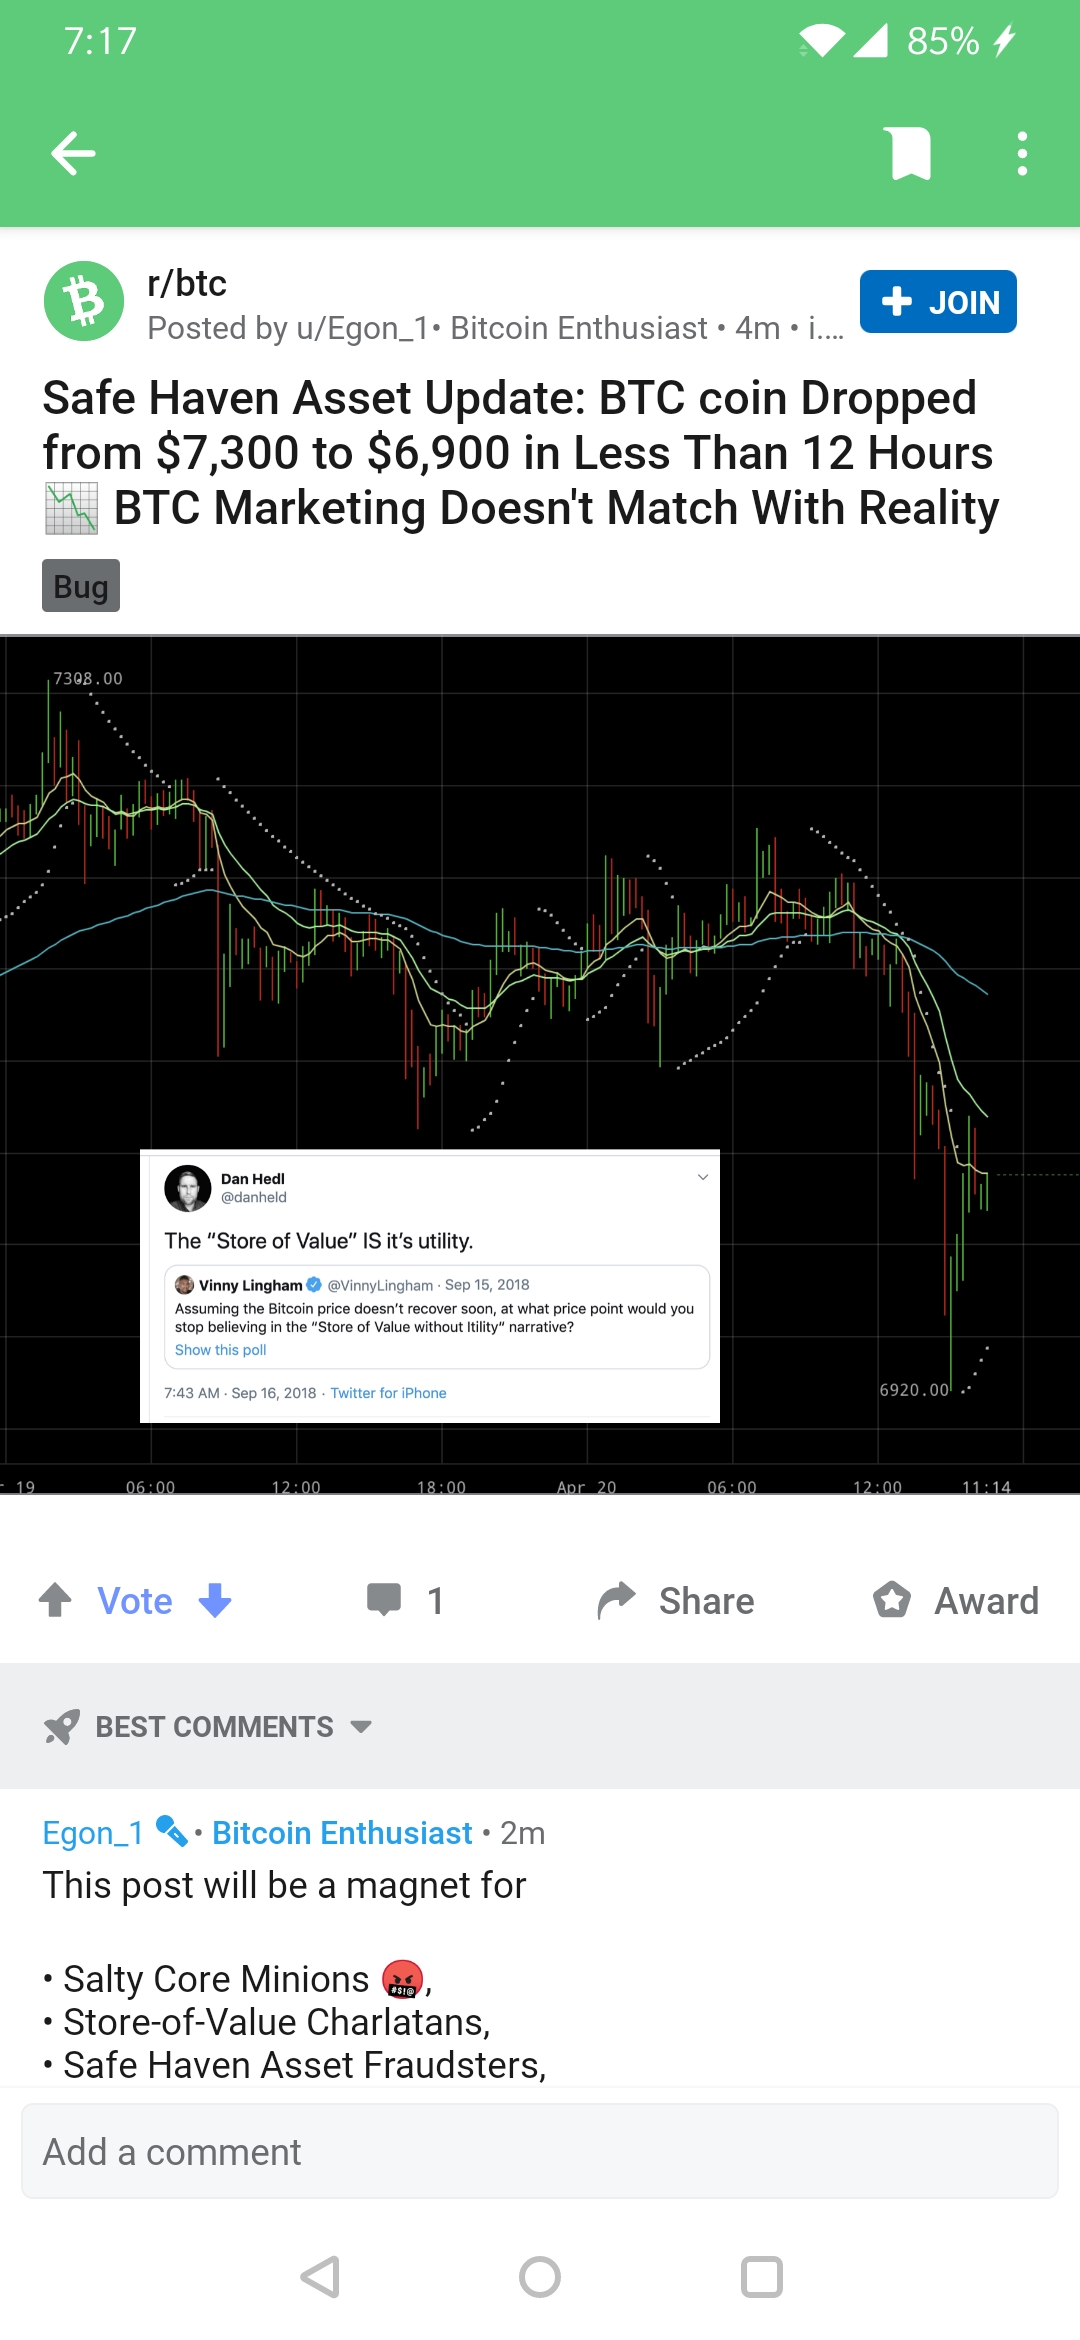 7:17
85%
r/btc
Posted by u/Egon_1• Bitcoin Enthusiast • 4m • i....
JOIN
Safe Haven Asset Update: BTC coin Dropped
from $7,300 to $6,900 in Less Than 12 Hours
📉 BTC Marketing Doesn't Match With Reality
Bug
7308.00
Dan Hedl
@danheld
The “Store of Value” IS it’s utility.
Vinny Lingham @VinnyLingham · Sep 15, 2018
Assuming the Bitcoin price doesn’t recover soon, at what price point would you
stop believing in the “Store of Value without Itility” narrative?
Show this poll
7:43 AM · Sep 16, 2018 · Twitter for iPhone
6920.00
19 06:00 12:00 18:00 Apr 20 06:00 12:00 11:14
Vote 1 Share Award
BEST COMMENTS
Egon_1 • Bitcoin Enthusiast • 2m
This post will be a magnet for
• Salty Core Minions 🤬,
• Store-of-Value Charlatans,
• Safe Haven Asset Fraudsters,
Add a comment